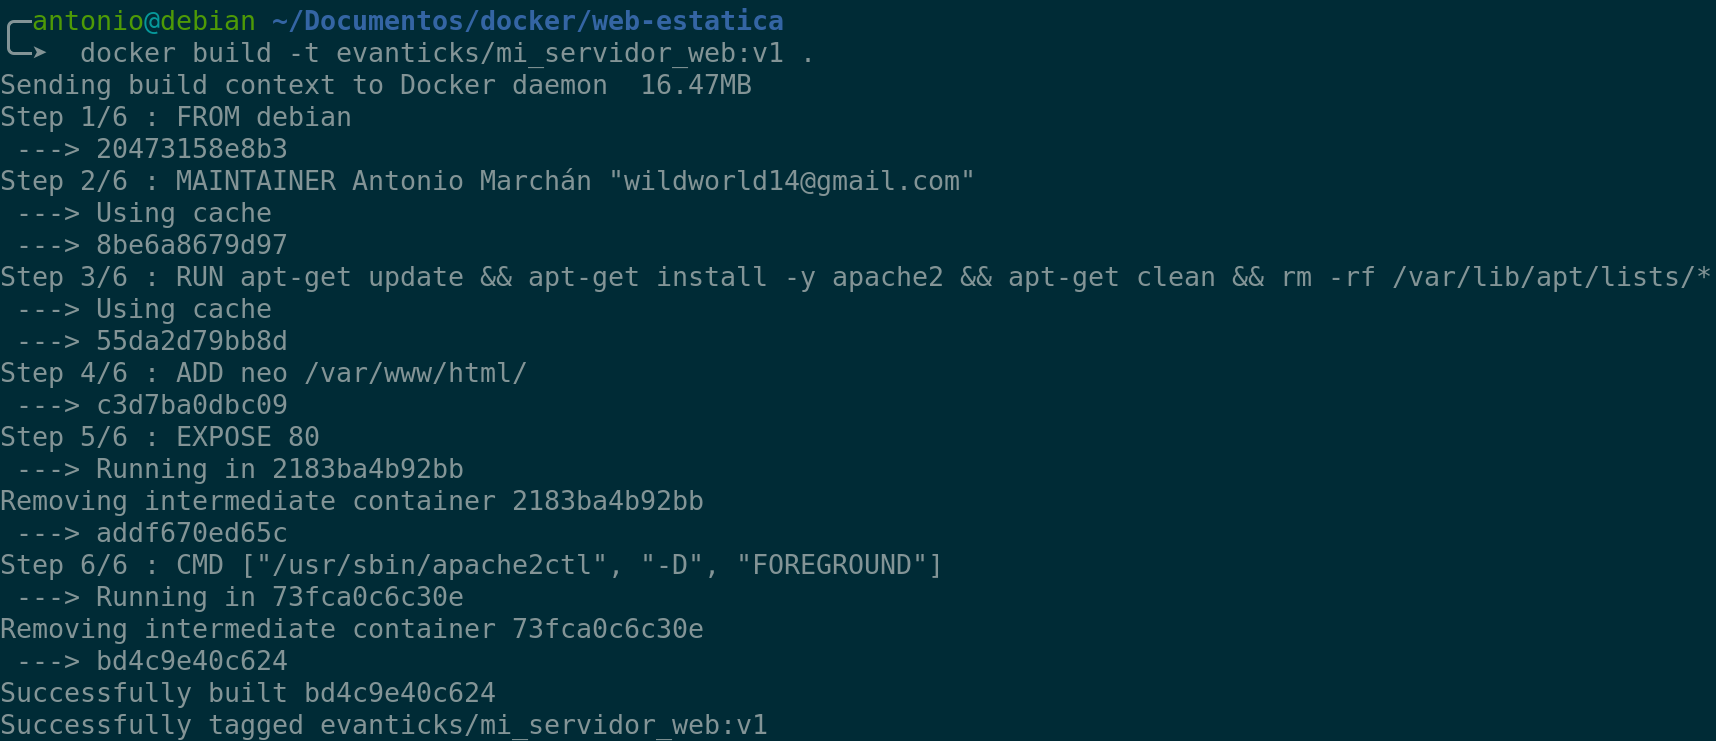 antonio@debian ~/Documentos/docker/web-estatica
➤  docker build -t evanticks/mi_servidor_web:v1 .
Sending build context to Docker daemon  16.47MB
Step 1/6 : FROM debian
 ---> 20473158e8b3
Step 2/6 : MAINTAINER Antonio Marchán "wildworld14@gmail.com"
 ---> Using cache
 ---> 8be6a8679d97
Step 3/6 : RUN apt-get update && apt-get install -y apache2 && apt-get clean && rm -rf /var/lib/apt/lists/*
 ---> Using cache
 ---> 55da2d79bb8d
Step 4/6 : ADD neo /var/www/html/
 ---> c3d7ba0dbc09
Step 5/6 : EXPOSE 80
 ---> Running in 2183ba4b92bb
Removing intermediate container 2183ba4b92bb
 ---> addf670ed65c
Step 6/6 : CMD ["/usr/sbin/apache2ctl", "-D", "FOREGROUND"]
 ---> Running in 73fca0c6c30e
Removing intermediate container 73fca0c6c30e
 ---> bd4c9e40c624
Successfully built bd4c9e40c624
Successfully tagged evanticks/mi_servidor_web:v1